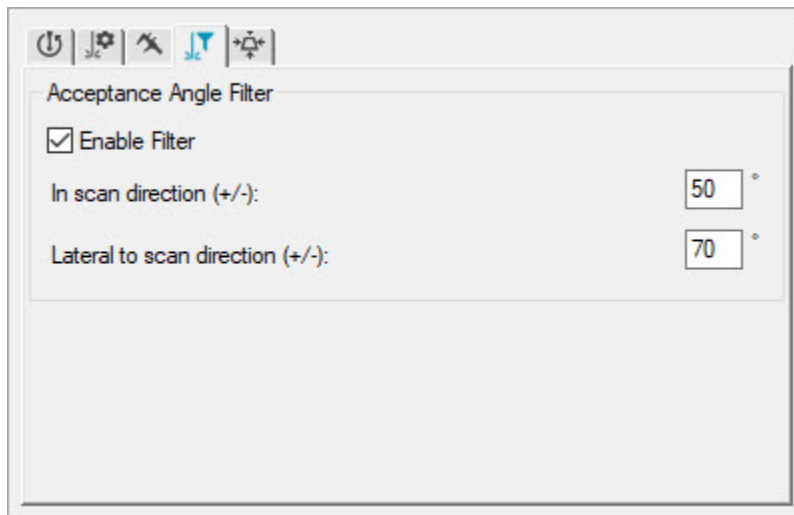 Acceptance Angle Filter
Enable Filter
In scan direction (+/-): 50 °
Lateral to scan direction (+/-): 70 °